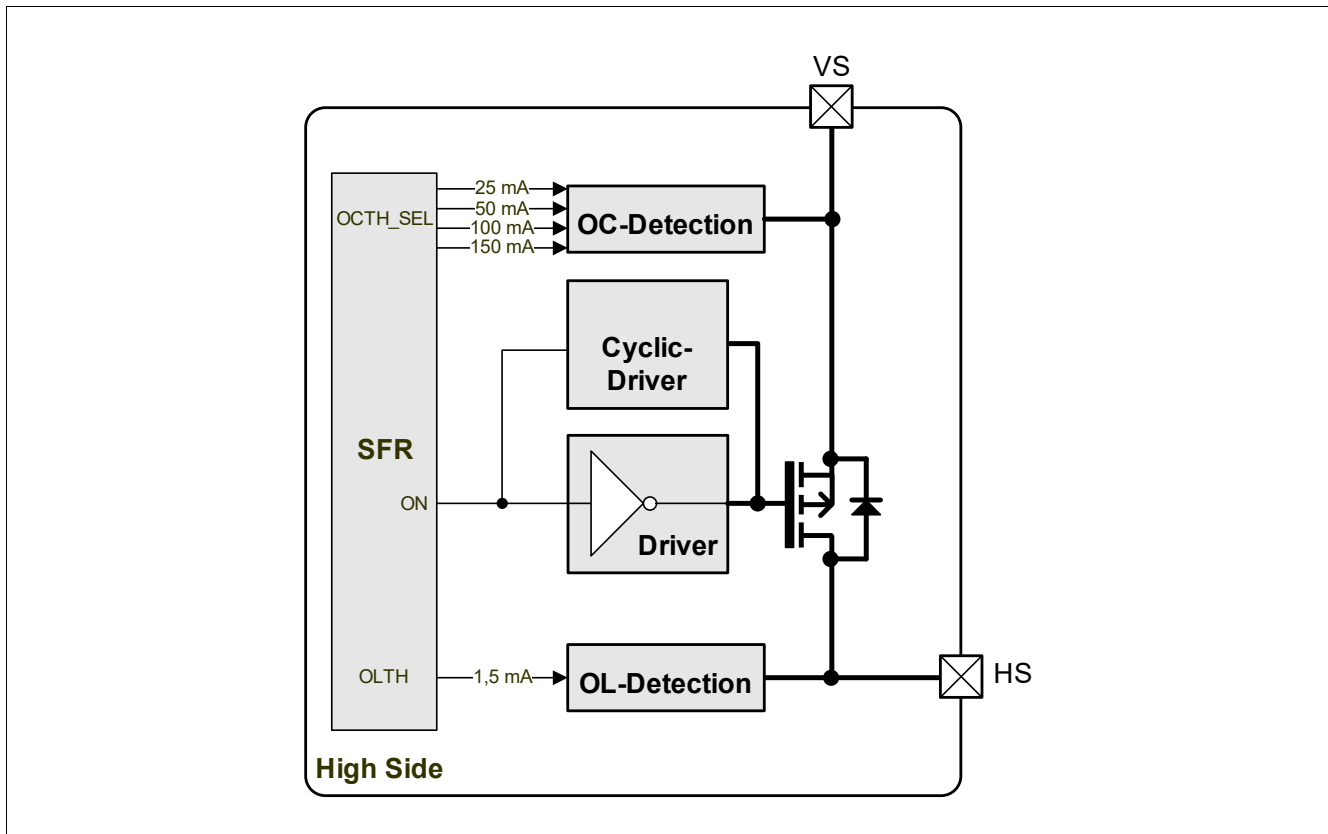 VS
25 mA
50 mA
OCTH_SEL
100 mA
150 mA
OC-Detection
Cyclic-
Driver
SFR
ON
Driver
OLTH
1,5 mA
OL-Detection
HS
High Side